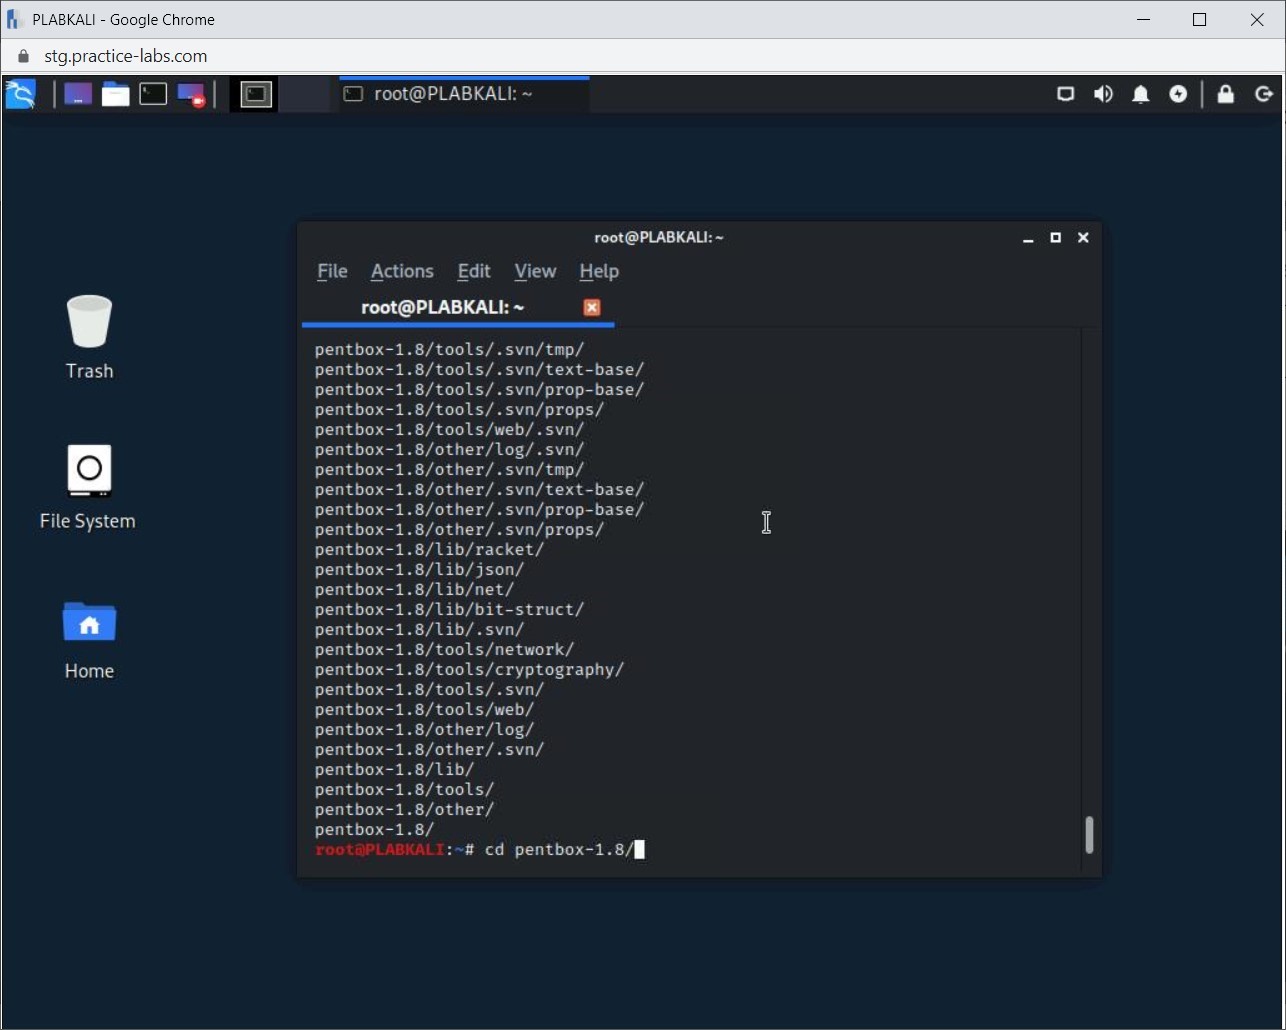 PLABKALI - Google Chrome
stg.practice-labs.com
root@PLABKALI: ~
root@PLABKALI: ~
File Actions Edit View Help
root@PLABKALI: ~
Trash
File System
Home
pentbox-1.8/tools/.svn/tmp/
pentbox-1.8/tools/.svn/text-base/
pentbox-1.8/tools/.svn/prop-base/
pentbox-1.8/tools/.svn/props/
pentbox-1.8/tools/web/.svn/
pentbox-1.8/other/log/.svn/
pentbox-1.8/other/.svn/tmp/
pentbox-1.8/other/.svn/text-base/
pentbox-1.8/other/.svn/prop-base/
pentbox-1.8/other/.svn/props/
pentbox-1.8/lib/racket/
pentbox-1.8/lib/json/
pentbox-1.8/lib/net/
pentbox-1.8/lib/bit-struct/
pentbox-1.8/lib/.svn/
pentbox-1.8/tools/network/
pentbox-1.8/tools/cryptography/
pentbox-1.8/tools/.svn/
pentbox-1.8/tools/web/
pentbox-1.8/other/log/
pentbox-1.8/other/.svn/
pentbox-1.8/lib/
pentbox-1.8/tools/
pentbox-1.8/other/
pentbox-1.8/
root@PLABKALI:~# cd pentbox-1.8/